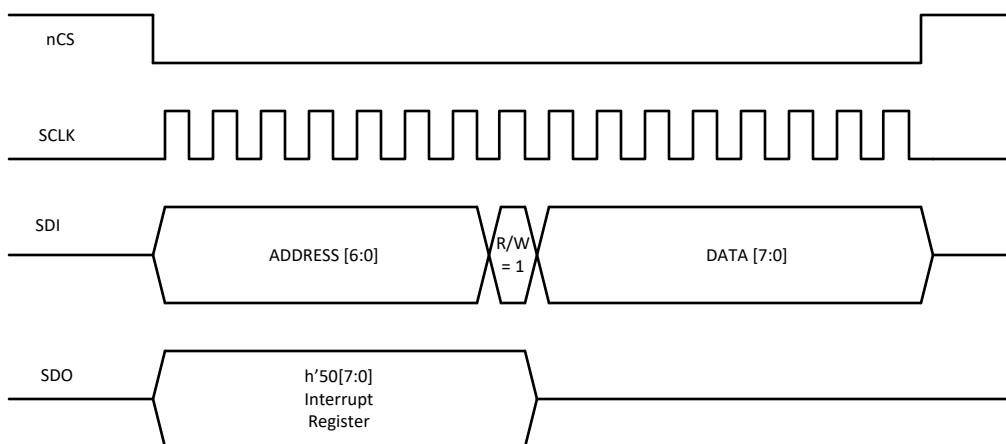 nCS
SCLK
SDI
ADDRESS [6:0]
R/W
= 1
DATA [7:0]
SDO
h’50[7:0]
Interrupt
Register